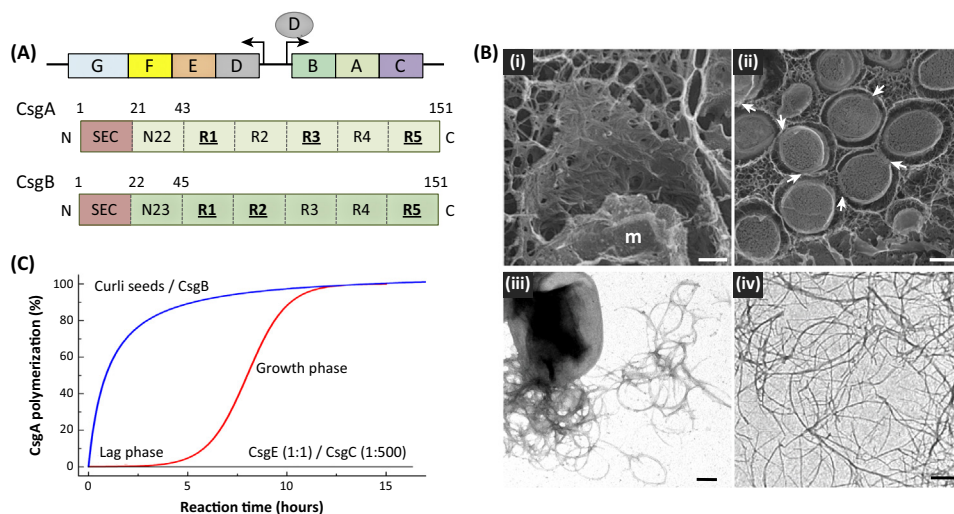 (A)
D
G F E D B A C
CsgA
1 21 43 151
N SEC N22 R1 R2 R3 R4 R5 C
CsgB
1 22 45 151
N SEC N23 R1 R2 R3 R4 R5 C
(B)
(i)
m
(ii)
(iii)
(iv)
(C)
CsgA polymerization (%)
100
80
60
40
20
0
Curli seeds / CsgB
Growth phase
Lag phase
CsgE (1:1) / CsgC (1:500)
0 5 10 15
Reaction time (hours)